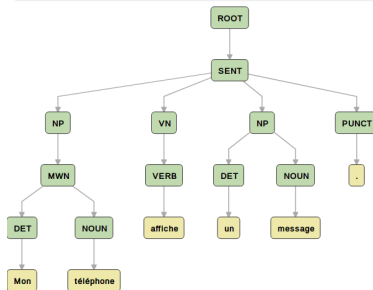 ROOT
SENT
NP VN NP PUNCT
MWN VERB DET NOUN .
DET NOUN affiche un message
Mon téléphone